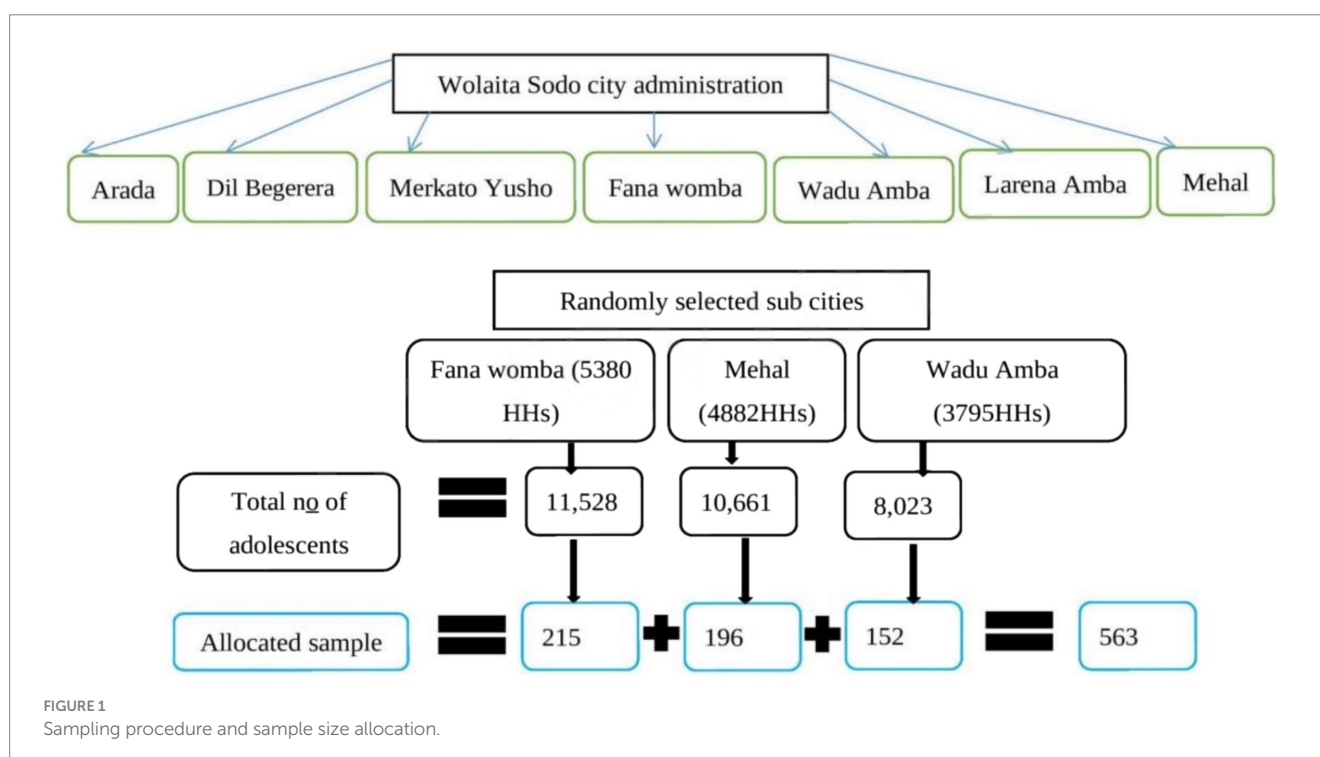 Wolaita Sodo city administration
Arada
Dil Begerera
Merkato Yusho
Fana womba
Wadu Amba
Larena Amba
Mehal
Randomly selected sub cities
Fana womba (5380
HHs)
Mehal
(4882HHs)
Wadu Amba
(3795HHs)
Total no of
adolescents
11,528
10,661
8,023
Allocated sample
215
196
152
563
FIGURE 1
Sampling procedure and sample size allocation.